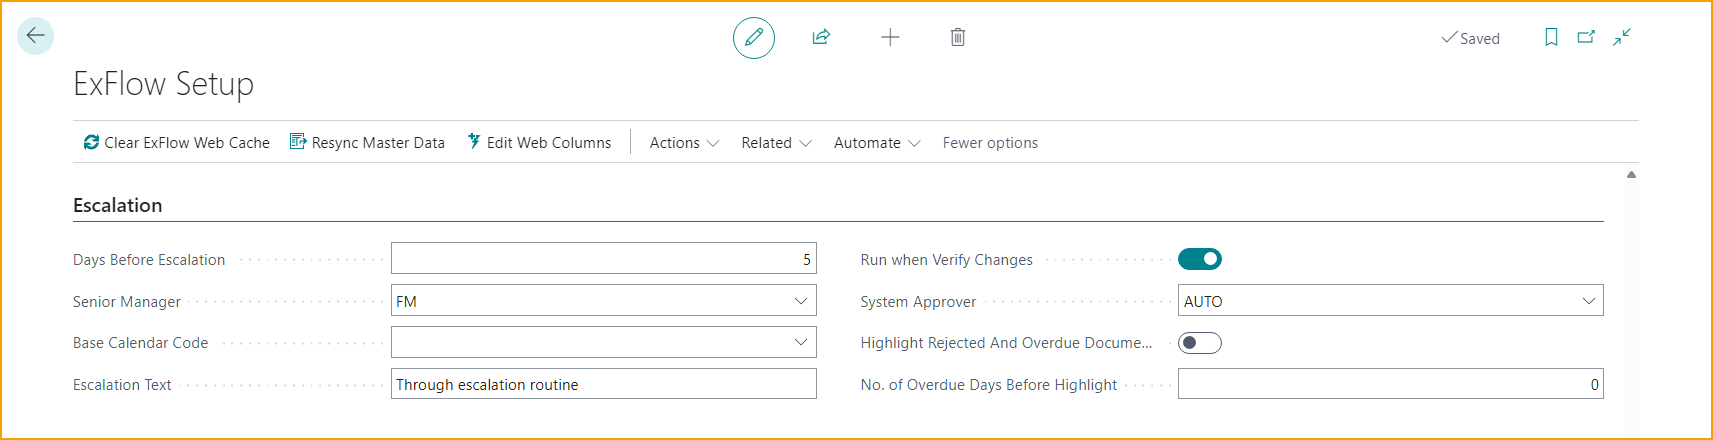 Saved
ExFlow Setup
Clear ExFlow Web Cache Resync Master Data Edit Web Columns Actions Related Automate Fewer options
Escalation
Days Before Escalation 5
Senior Manager FM
Base Calendar Code
Escalation Text Through escalation routine
Run when Verify Changes
System Approver AUTO
Highlight Rejected And Overdue Docume...
No. of Overdue Days Before Highlight 0